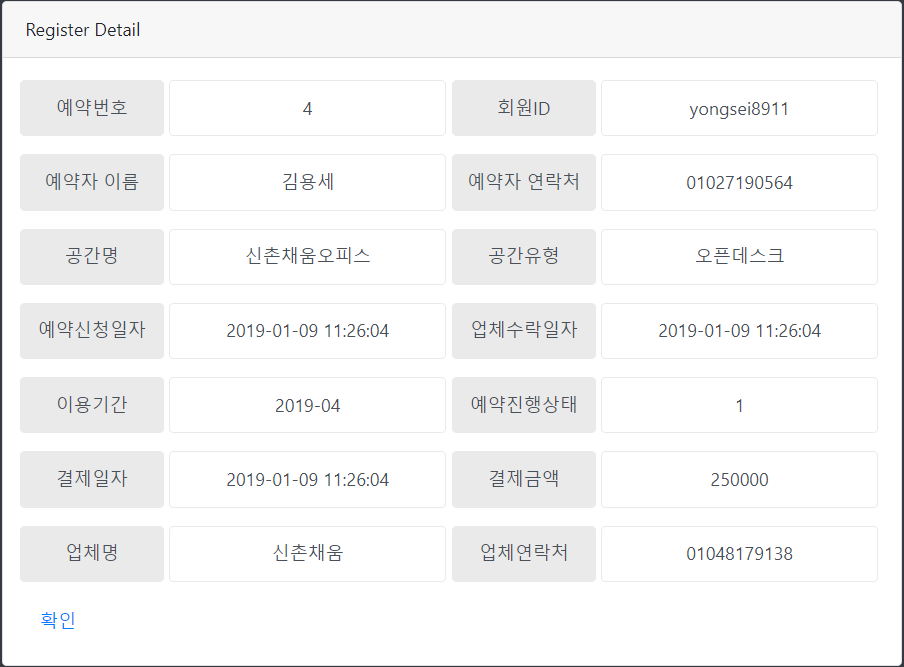 Register Detail
예약번호 4 회원ID yongsei8911
예약자 이름 김용세 예약자 연락처 01027190564
공간명 신촌채움오피스 공간유형 오픈데스크
예약신청일자 2019-01-09 11:26:04 업체수락일자 2019-01-09 11:26:04
이용기간 2019-04 예약진행상태 1
결제일자 2019-01-09 11:26:04 결제금액 250000
업체명 신촌채움 업체연락처 01048179138
확인